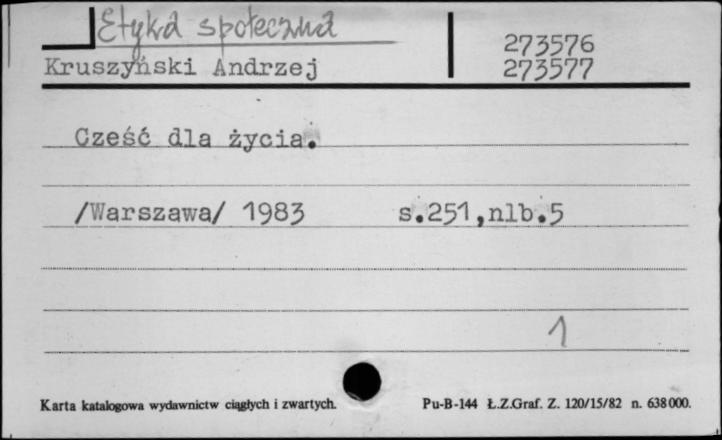 Etyka społeczna
273576
Kruszyński Andrzej
273577
Cześć dla życia.
/Warszawa/ 1983 s.251,nlb.5
1
Karta katalogowa wydawnictw ciągłych i zwartych. Pu-B-144 Ł.Z.Graf. Z. 120/15/82 n. 638000.